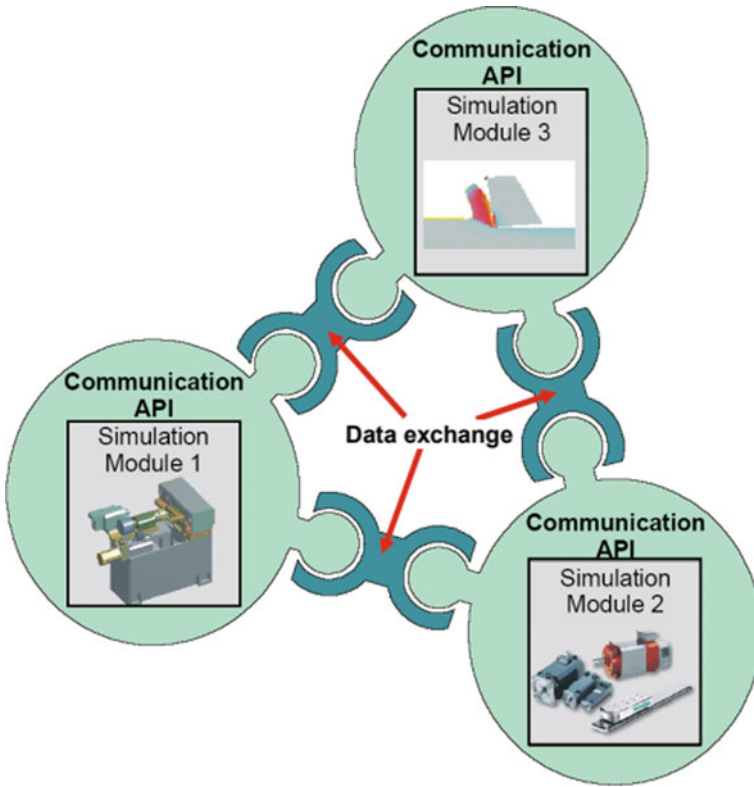 Communication
API
Simulation
Module 3
Communication
API
Simulation
Module 1
Data exchange
Communication
API
Simulation
Module 2